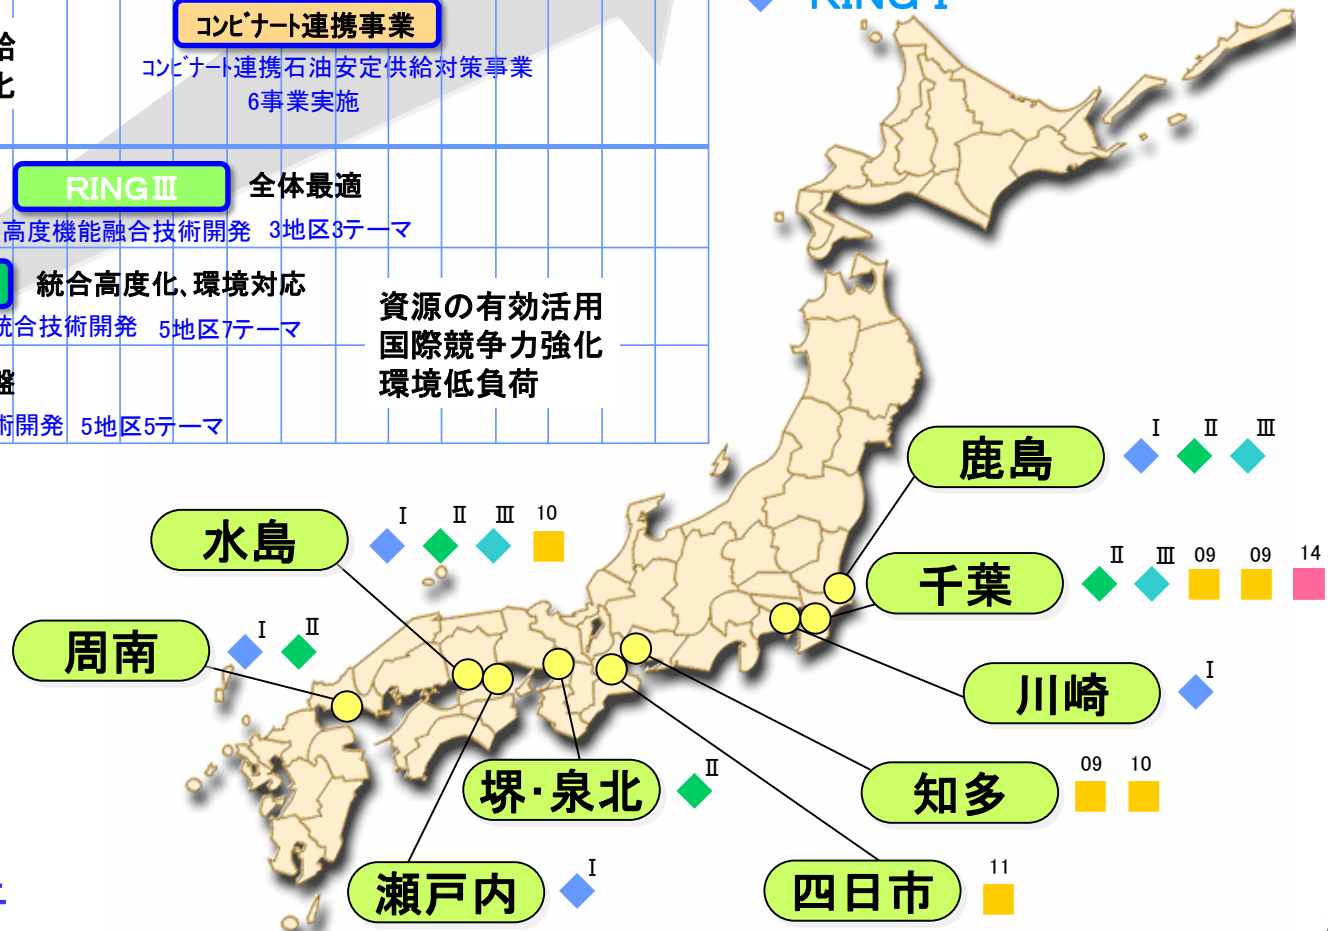 RING I
コンビナート連携事業
給
コンビナート連携石油安定供給対策事業
化
6事業実施
RINGⅢ 全体最適
高度機能融合技術開発 3地区3テーマ
統合高度化、環境対応
統合技術開発 5地区7テーマ
資源の有効活用
国際競争力強化
環境低負荷
盤
術開発 5地区5テーマ
鹿島 Ⅰ Ⅱ Ⅲ
水島 Ⅰ Ⅱ Ⅲ 10
千葉 Ⅱ Ⅲ 09 09 14
周南 Ⅰ Ⅱ
川崎 Ⅰ
堺・泉北 Ⅱ
知多 09 10
瀬戸内 Ⅰ
四日市 11